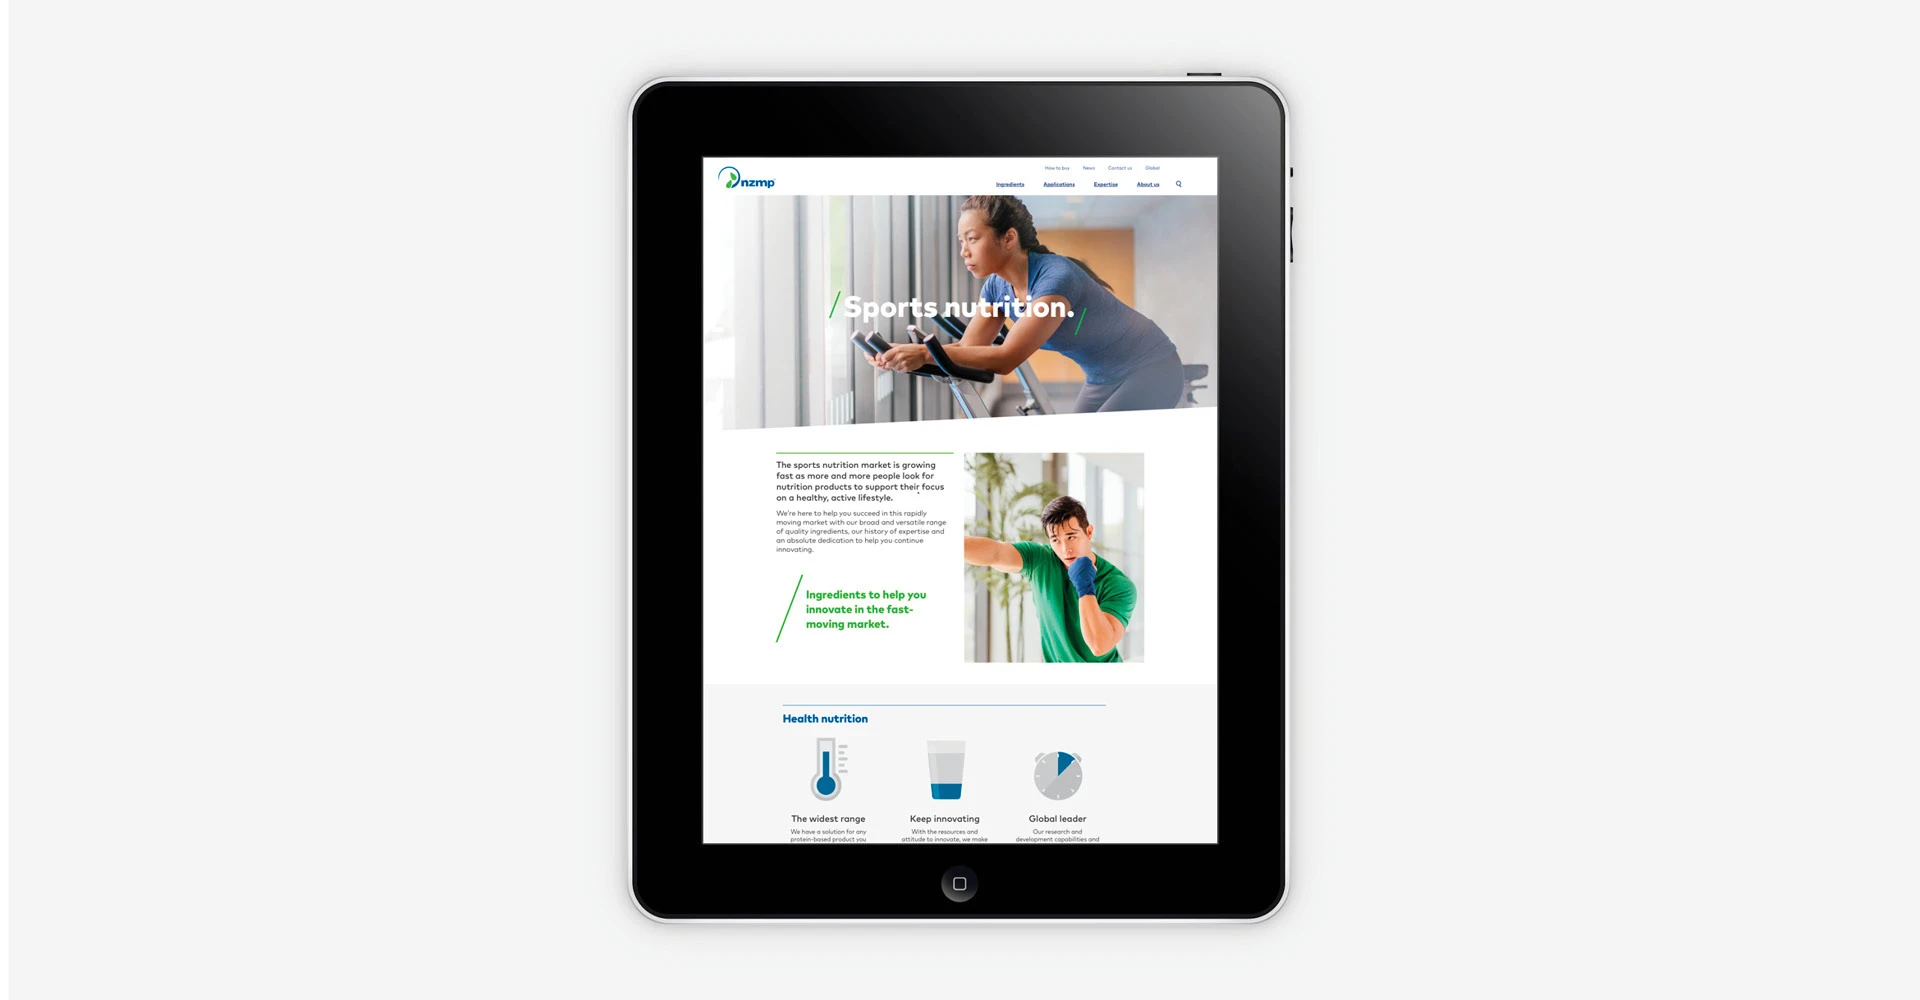 How to buy News Contact us Global
nzmp
Ingredients Applications Expertise About us
Sports nutrition.
The sports nutrition market is growing
fast as more and more people look for
nutrition products to support their focus
on a healthy, active lifestyle.
We're here to help you succeed in this rapidly
moving market with our broad and versatile range
of quality ingredients, our history of expertise and
an absolute dedication to help you continue
innovating.
Ingredients to help you
innovate in the fast-
moving market.
Health nutrition
The widest range
We have a solution for any
protein-based product you
Keep innovating
With the resources and
attitude to innovate, we make
Global leader
Our research and
development capabilities and